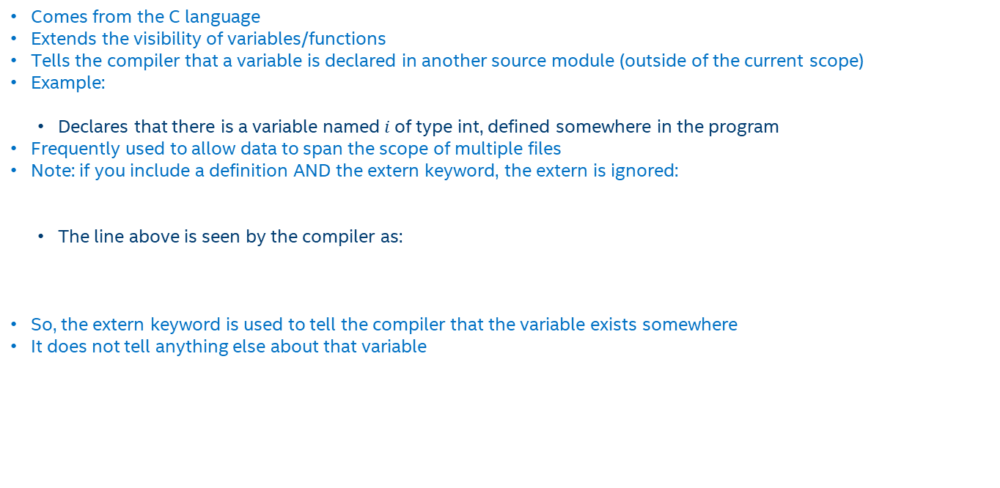 • Comes from the C language
• Extends the visibility of variables/functions
• Tells the compiler that a variable is declared in another source module (outside of the current scope)
• Example:
• Declares that there is a variable named i of type int, defined somewhere in the program
• Frequently used to allow data to span the scope of multiple files
• Note: if you include a definition AND the extern keyword, the extern is ignored:
• The line above is seen by the compiler as:
• So, the extern keyword is used to tell the compiler that the variable exists somewhere
• It does not tell anything else about that variable